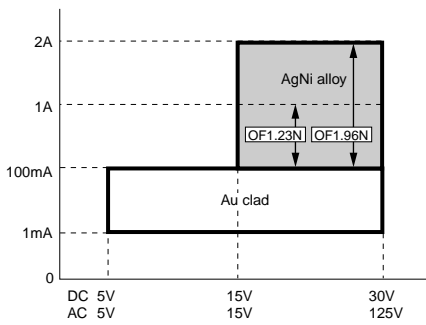 2A
AgNi alloy
1A
OF1.23N OF1.96N
100mA
Au clad
1mA
0
DC 5V 15V 30V
AC 5V 15V 125V